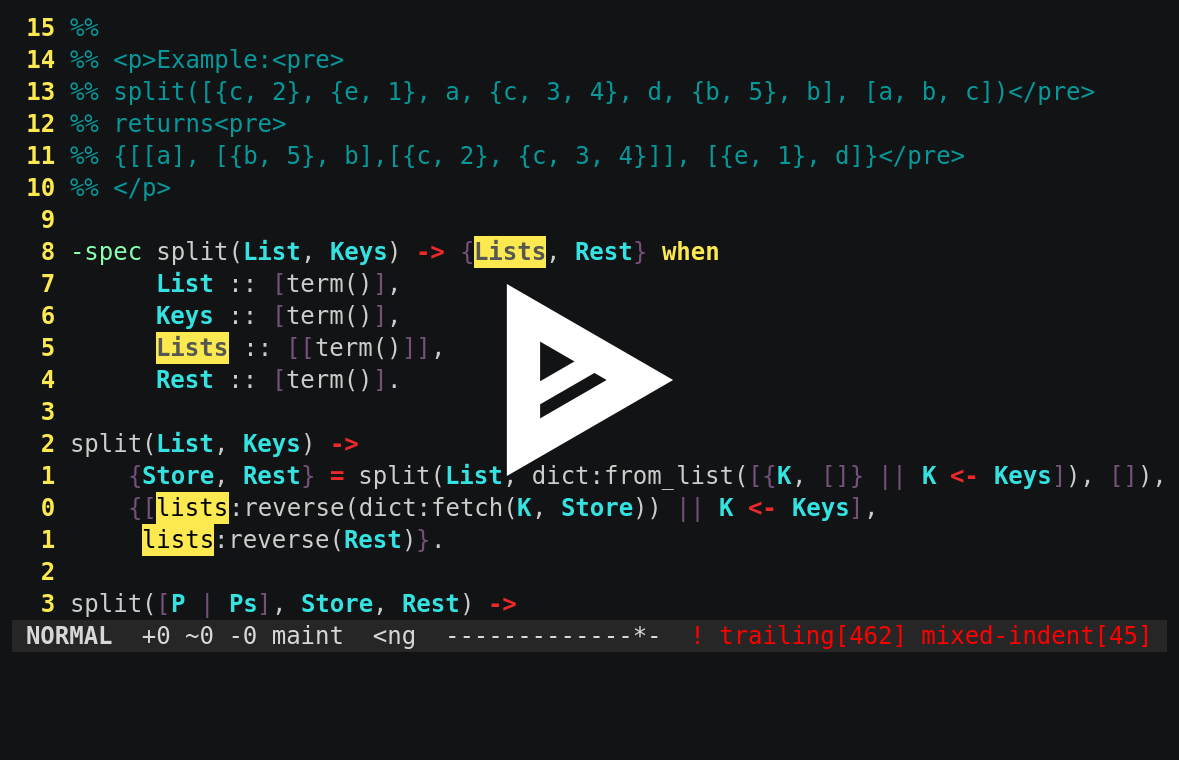 15 %%
14 %% <p>Example:<pre>
13 %% split([{c, 2}, {e, 1}, a, {c, 3, 4}, d, {b, 5}, b], [a, b, c])</pre>
12 %% returns<pre>
11 %% {[[a], [{b, 5}, b],[{c, 2}, {c, 3, 4}]], [{e, 1}, d]}</pre>
10 %% </p>
9
8 -spec split(List, Keys) -> {Lists, Rest} when
7       List :: [term()],
6       Keys :: [term()],
5       Lists :: [[term()]],
4       Rest :: [term()].
3
2 split(List, Keys) ->
1     {Store, Rest} = split(List, dict:from_list([{K, []} || K <- Keys]), []),
0     {[lists:reverse(dict:fetch(K, Store)) || K <- Keys],
1      lists:reverse(Rest)}.
2
3 split([P | Ps], Store, Rest) ->
NORMAL  +0 ~0 -0 maint  <ng  -------------*-  ! trailing[462] mixed-indent[45]